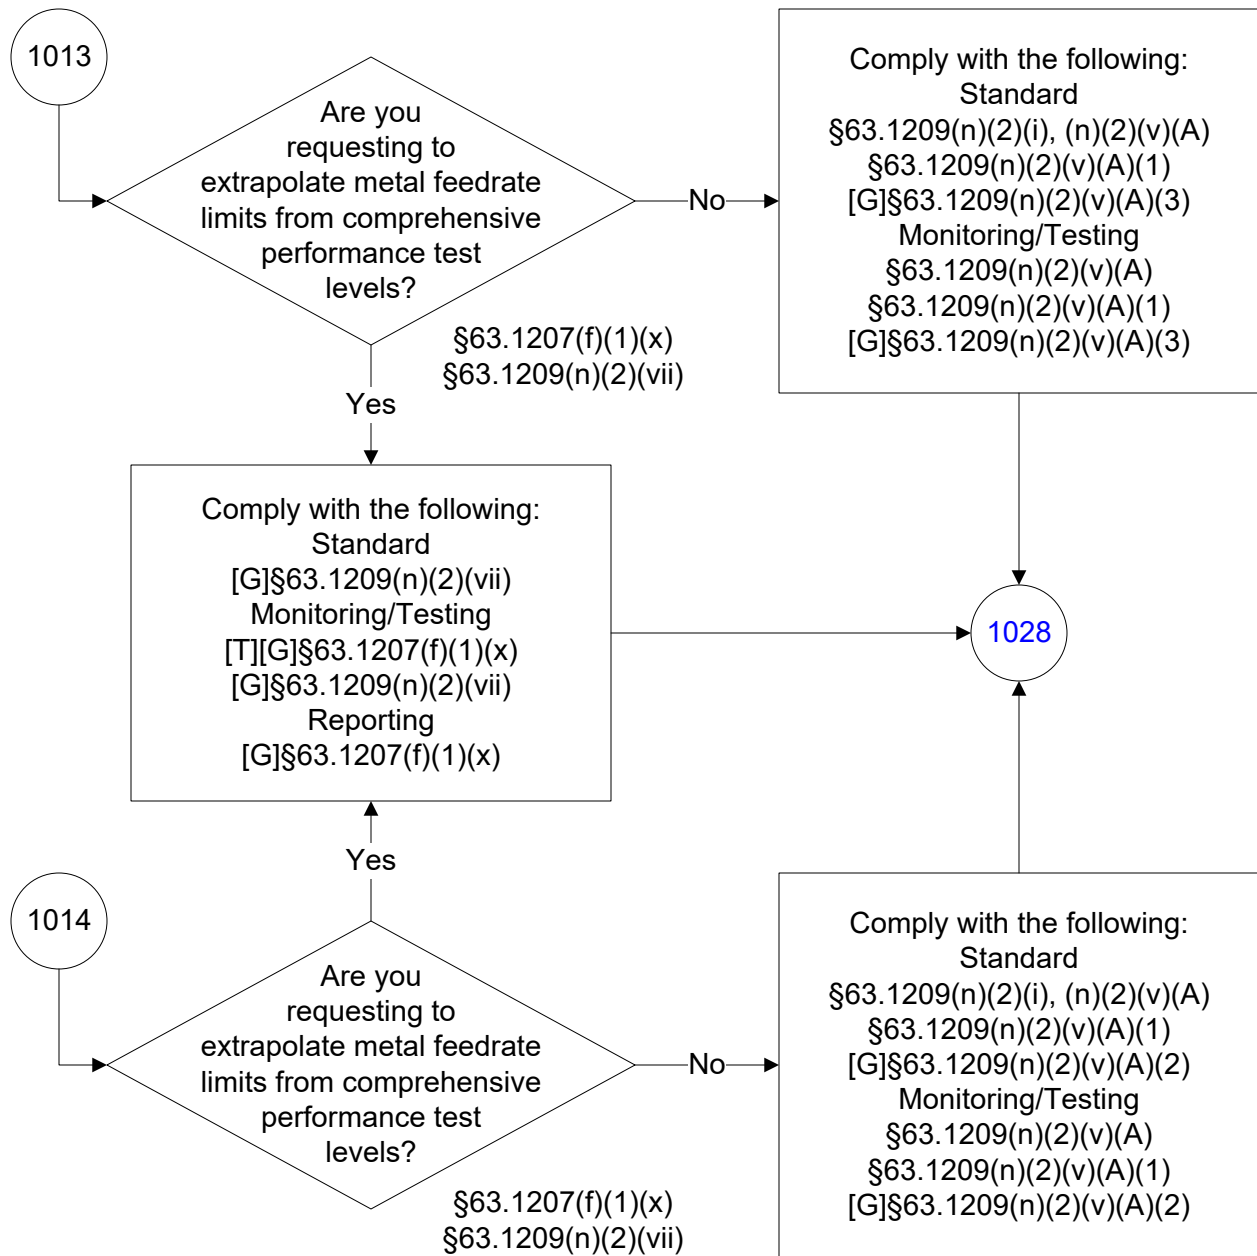 1013
Are you
requesting to
extrapolate metal feedrate
limits from comprehensive
performance test
levels?
No
Comply with the following:
Standard
§63.1209(n)(2)(i), (n)(2)(v)(A)
§63.1209(n)(2)(v)(A)(1)
[G]§63.1209(n)(2)(v)(A)(3)
Monitoring/Testing
§63.1209(n)(2)(v)(A)
§63.1209(n)(2)(v)(A)(1)
[G]§63.1209(n)(2)(v)(A)(3)
§63.1207(f)(1)(x)
§63.1209(n)(2)(vii)
Yes
Comply with the following:
Standard
[G]§63.1209(n)(2)(vii)
Monitoring/Testing
[T][G]§63.1207(f)(1)(x)
[G]§63.1209(n)(2)(vii)
Reporting
[G]§63.1207(f)(1)(x)
1028
Yes
1014
Are you
requesting to
extrapolate metal feedrate
limits from comprehensive
performance test
levels?
No
Comply with the following:
Standard
§63.1209(n)(2)(i), (n)(2)(v)(A)
§63.1209(n)(2)(v)(A)(1)
[G]§63.1209(n)(2)(v)(A)(2)
Monitoring/Testing
§63.1209(n)(2)(v)(A)
§63.1209(n)(2)(v)(A)(1)
[G]§63.1209(n)(2)(v)(A)(2)
§63.1207(f)(1)(x)
§63.1209(n)(2)(vii)